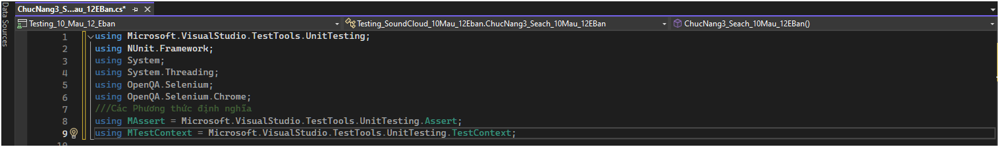 Data Sources
ChucNang3_S...au_12EBan.cs*
Testing_10_Mau_12_Eban
Testing_SoundCloud_10Mau_12Eban.ChucNang3_Seach_10Mau_12EBan
ChucNang3_Seach_10Mau_12EBan()
1 using Microsoft.VisualStudio.TestTools.UnitTesting;
2 using NUnit.Framework;
3 using System;
4 using System.Threading;
5 using OpenQA.Selenium;
6 using OpenQA.Selenium.Chrome;
7 ///Các Phương thức định nghĩa
8 using MAssert = Microsoft.VisualStudio.TestTools.UnitTesting.Assert;
9 using MTestContext = Microsoft.VisualStudio.TestTools.UnitTesting.TestContext;
10